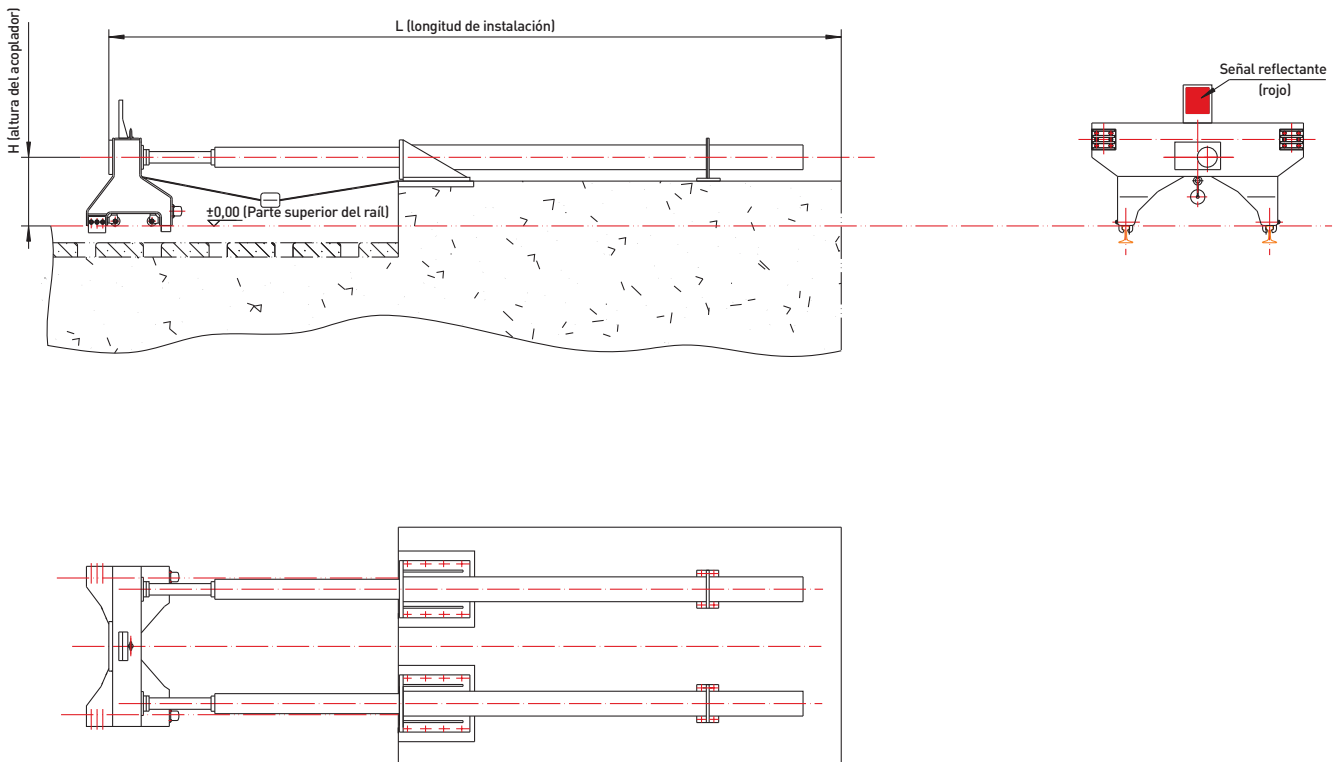 L (longitud de instalación)
H (altura del acoplador)
±0,00 (Parte superior del raíl)
Señal reflectante
(rojo)